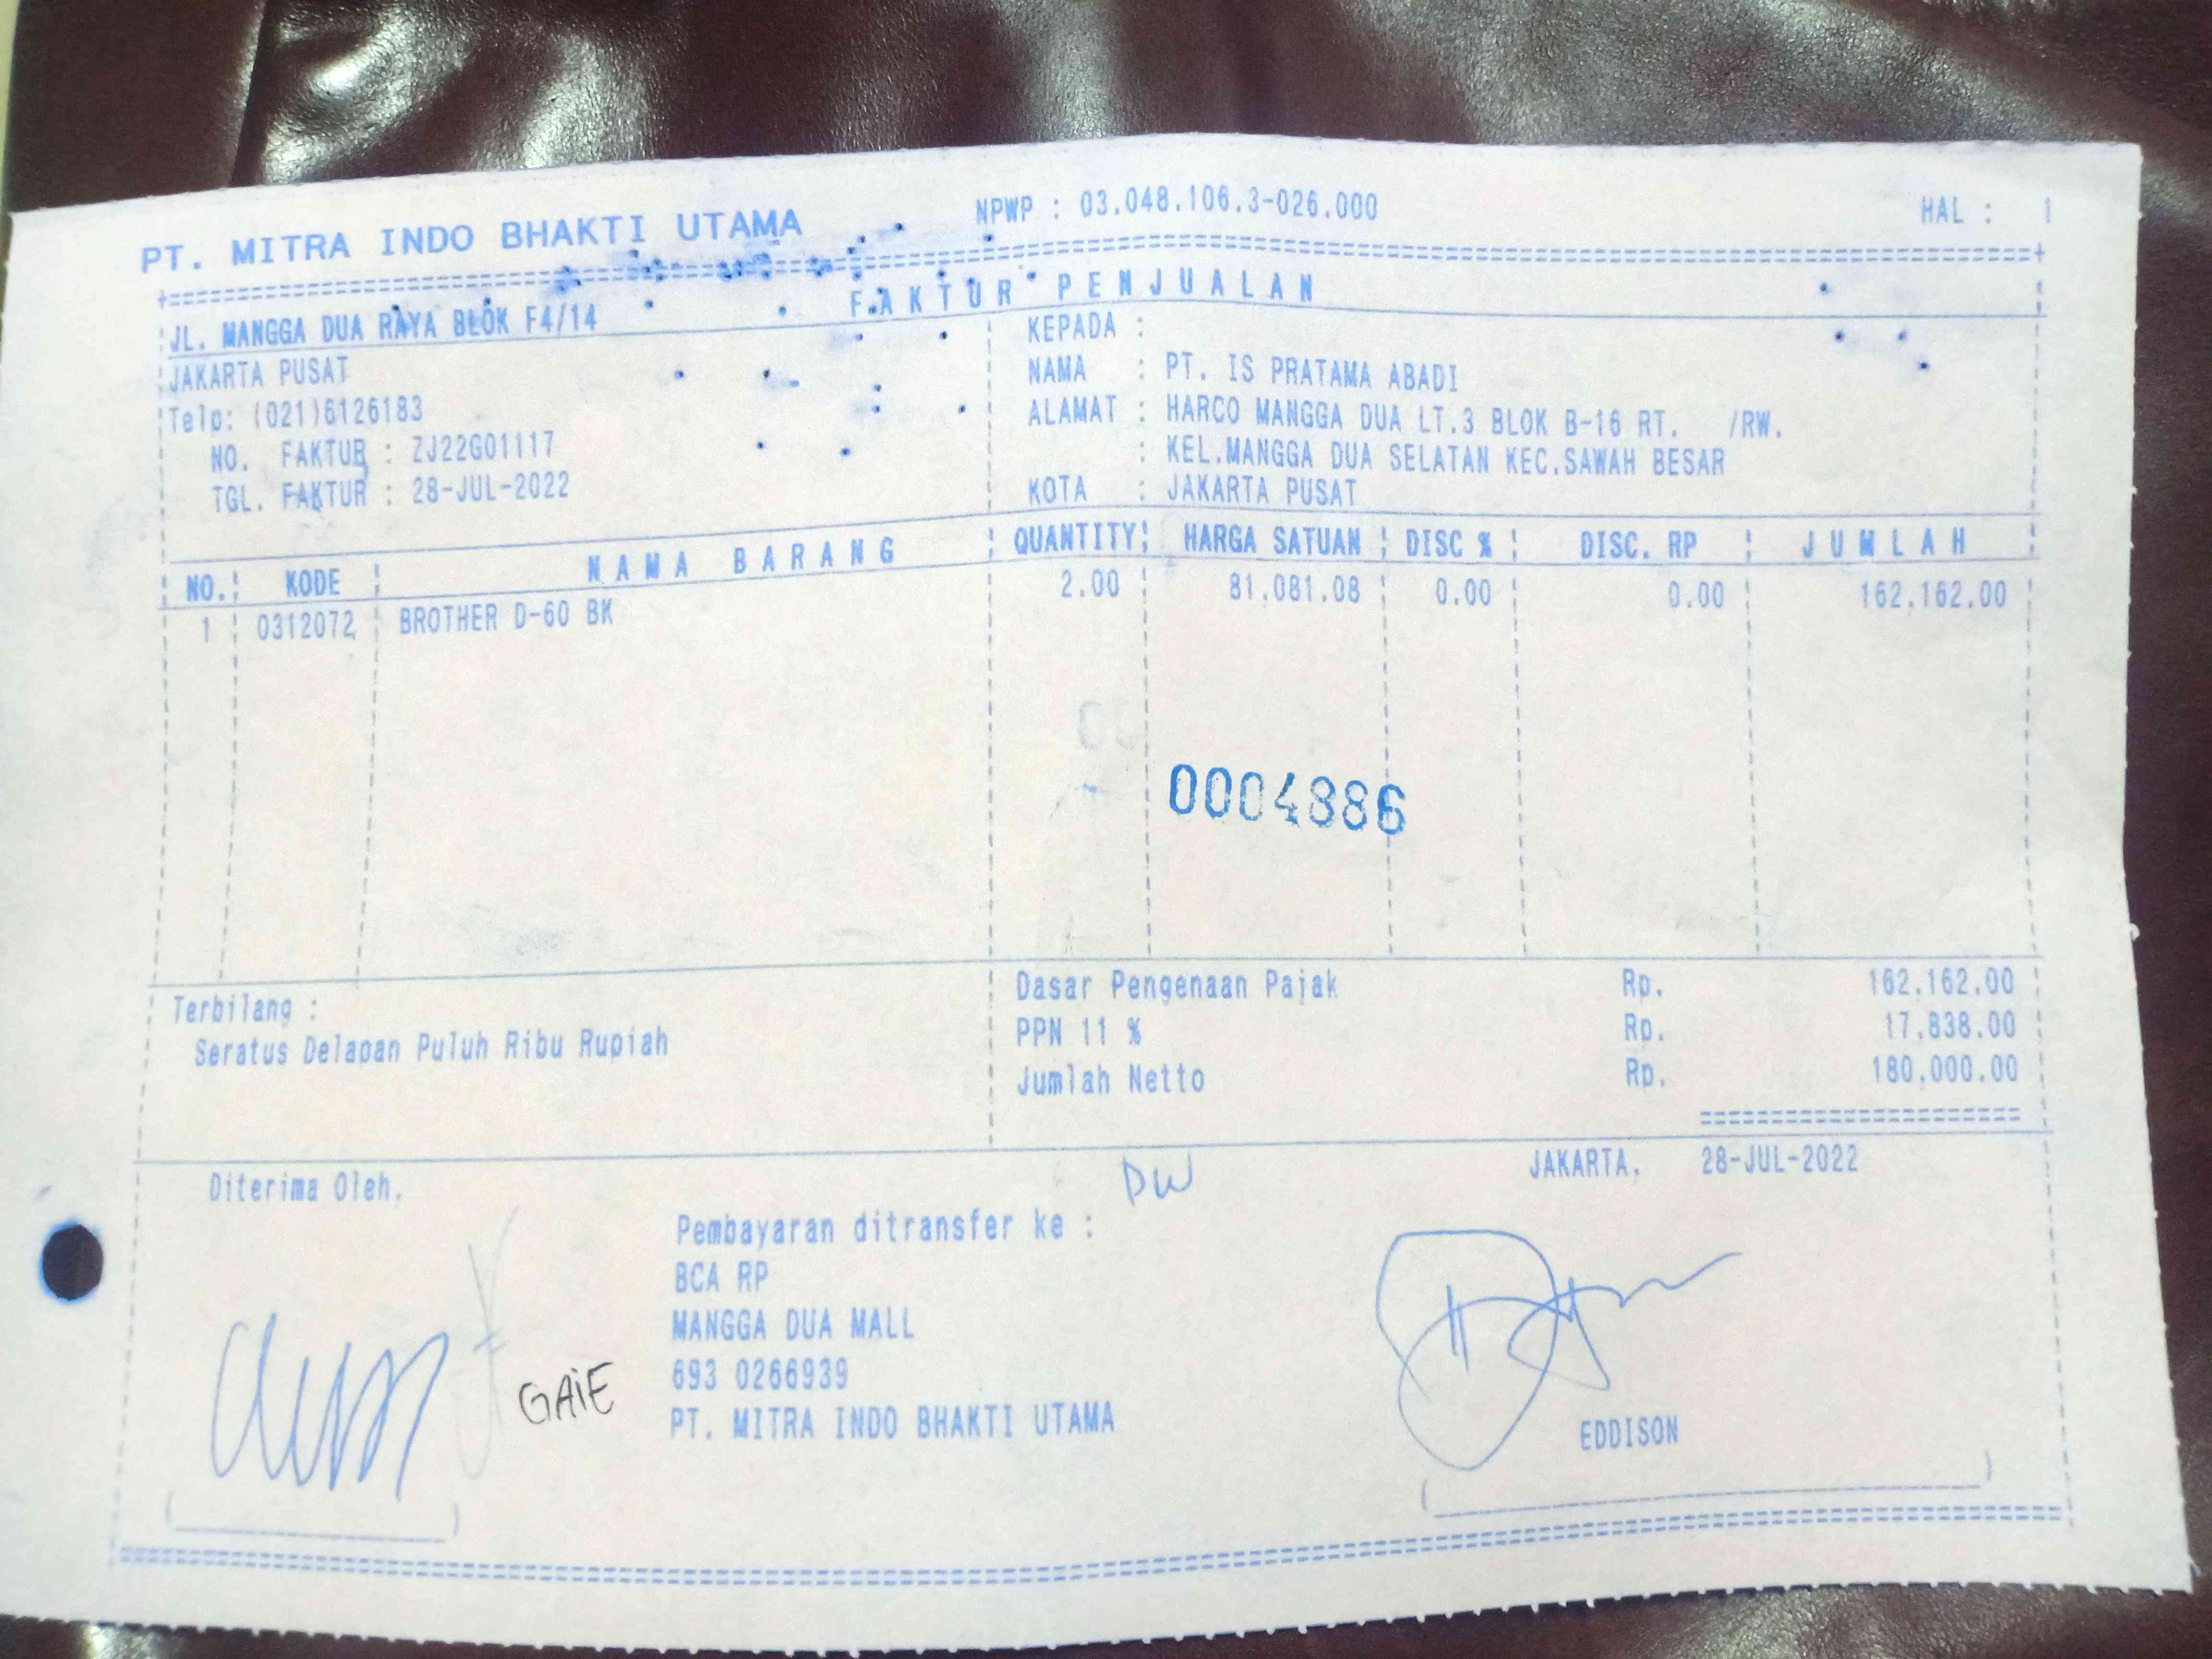 PT. MITRA INDO BHAKTI UTAMA NPWP : 03.048.106.3-026.000 HAL : 1
FAKTUR PENJUALAN
JL. MANGGA DUA RAYA BLOK F4/14
JAKARTA PUSAT
Telp: (021)6126183
NO. FAKTUR : ZJ22G01117
TGL. FAKTUR : 28-JUL-2022
KEPADA :
NAMA : PT. IS PRATAMA ABADI
ALAMAT : HARCO MANGGA DUA LT.3 BLOK B-16 RT. /RW.
: KEL.MANGGA DUA SELATAN KEC.SAWAH BESAR
KOTA : JAKARTA PUSAT
NO. KODE NAMA BARANG QUANTITY HARGA SATUAN DISC % DISC. RP JUMLAH
1 0312072 BROTHER D-60 BK 2.00 81.081.08 0.00 0.00 162.162.00
0004886
Terbilang :
Seratus Delapan Puluh Ribu Rupiah
Dasar Pengenaan Pajak Rp. 162.162.00
PPN 11 % Rp. 17.838.00
Jumlah Netto Rp. 180.000.00
Diterima Oleh,
DW
JAKARTA, 28-JUL-2022
Pembayaran ditransfer ke :
BCA RP
MANGGA DUA MALL
693 0266939
PT. MITRA INDO BHAKTI UTAMA
GAiE
EDDISON